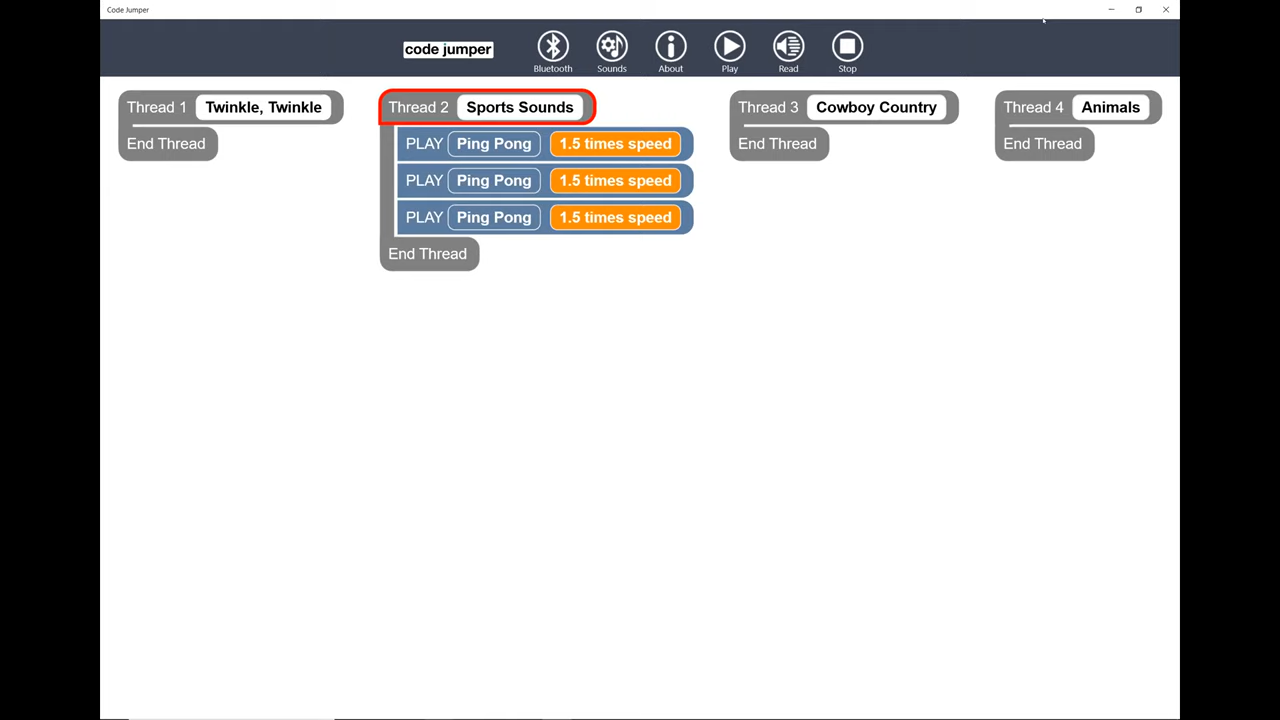 Code Jumper
code jumper
Bluetooth
Sounds
About
Play
Read
Stop
Thread 1 Twinkle, Twinkle
End Thread
Thread 2 Sports Sounds
PLAY Ping Pong 1.5 times speed
PLAY Ping Pong 1.5 times speed
PLAY Ping Pong 1.5 times speed
End Thread
Thread 3 Cowboy Country
End Thread
Thread 4 Animals
End Thread